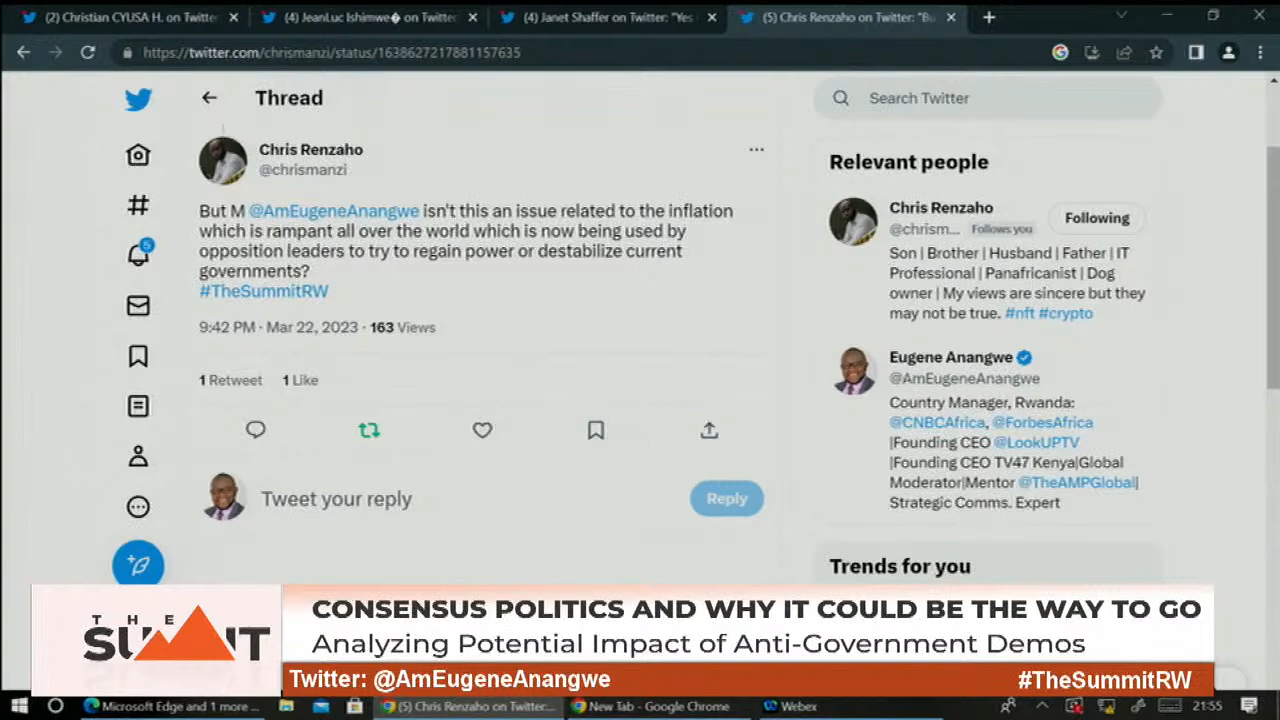 (2) Christian CYUSA H. on Twitter
(4) JeanLuc Ishimwe� on Twitter
(4) Janet Shaffer on Twitter: "Yes
(5) Chris Renzaho on Twitter: "Bu
https://twitter.com/chrismanzi/status/1638627217881157635
Thread
Search Twitter
Chris Renzaho
@chrismanzi
But M @AmEugeneAnangwe isn't this an issue related to the inflation
which is rampant all over the world which is now being used by
opposition leaders to try to regain power or destabilize current
governments?
#TheSummitRW
9:42 PM · Mar 22, 2023 · 163 Views
1 Retweet 1 Like
5
Tweet your reply
Reply
Relevant people
Chris Renzaho
@chrism... Follows you
Following
Son | Brother | Husband | Father | IT
Professional | Panafricanist | Dog
owner | My views are sincere but they
may not be true. #nft #crypto
Eugene Anangwe
@AmEugeneAnangwe
Country Manager, Rwanda:
@CNBCAfrica, @ForbesAfrica
|Founding CEO @LookUPTV
|Founding CEO TV47 Kenya|Global
Moderator|Mentor @TheAMPGlobal|
Strategic Comms. Expert
Trends for you
THE
SUMMIT
CONSENSUS POLITICS AND WHY IT COULD BE THE WAY TO GO
Analyzing Potential Impact of Anti-Government Demos
Twitter: @AmEugeneAnangwe
#TheSummitRW
Microsoft Edge and 1 more ...
(5) Chris Renzaho on Twitter:...
New Tab - Google Chrome
Webex
21:55